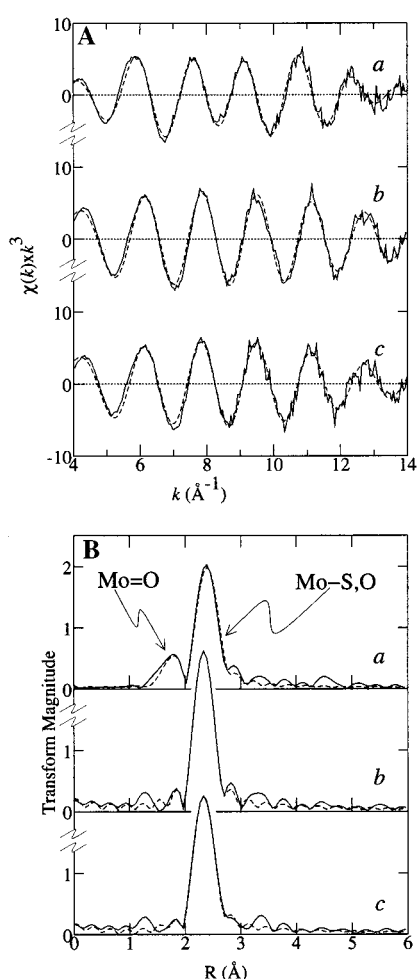 A
10
a
0
10
b
0
10
c
0
-10
4 6 8 10 12 14
k (Å⁻¹)
χ(k)xk³
B
2
Mo=O
Mo–S,O
1
a
0
1
b
0
1
c
0
0 1 2 3 4 5 6
R (Å)
Transform Magnitude